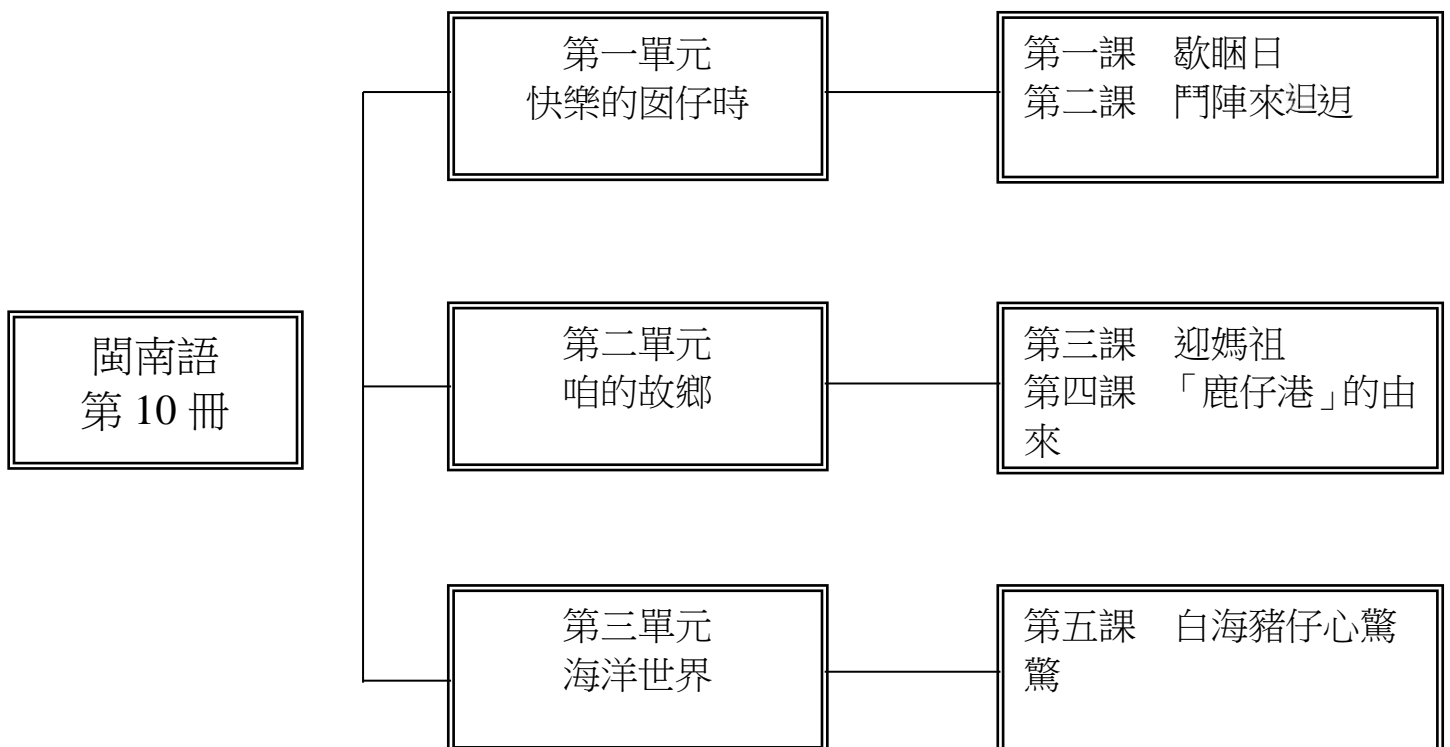 第一單元
快樂的囡仔時
第一課　歇睏日
第二課　鬥陣來𨑨迌
閩南語
第 10 冊
第二單元
咱的故鄉
第三課　迎媽祖
第四課　「鹿仔港」的由
來
第三單元
海洋世界
第五課　白海豬仔心驚
驚